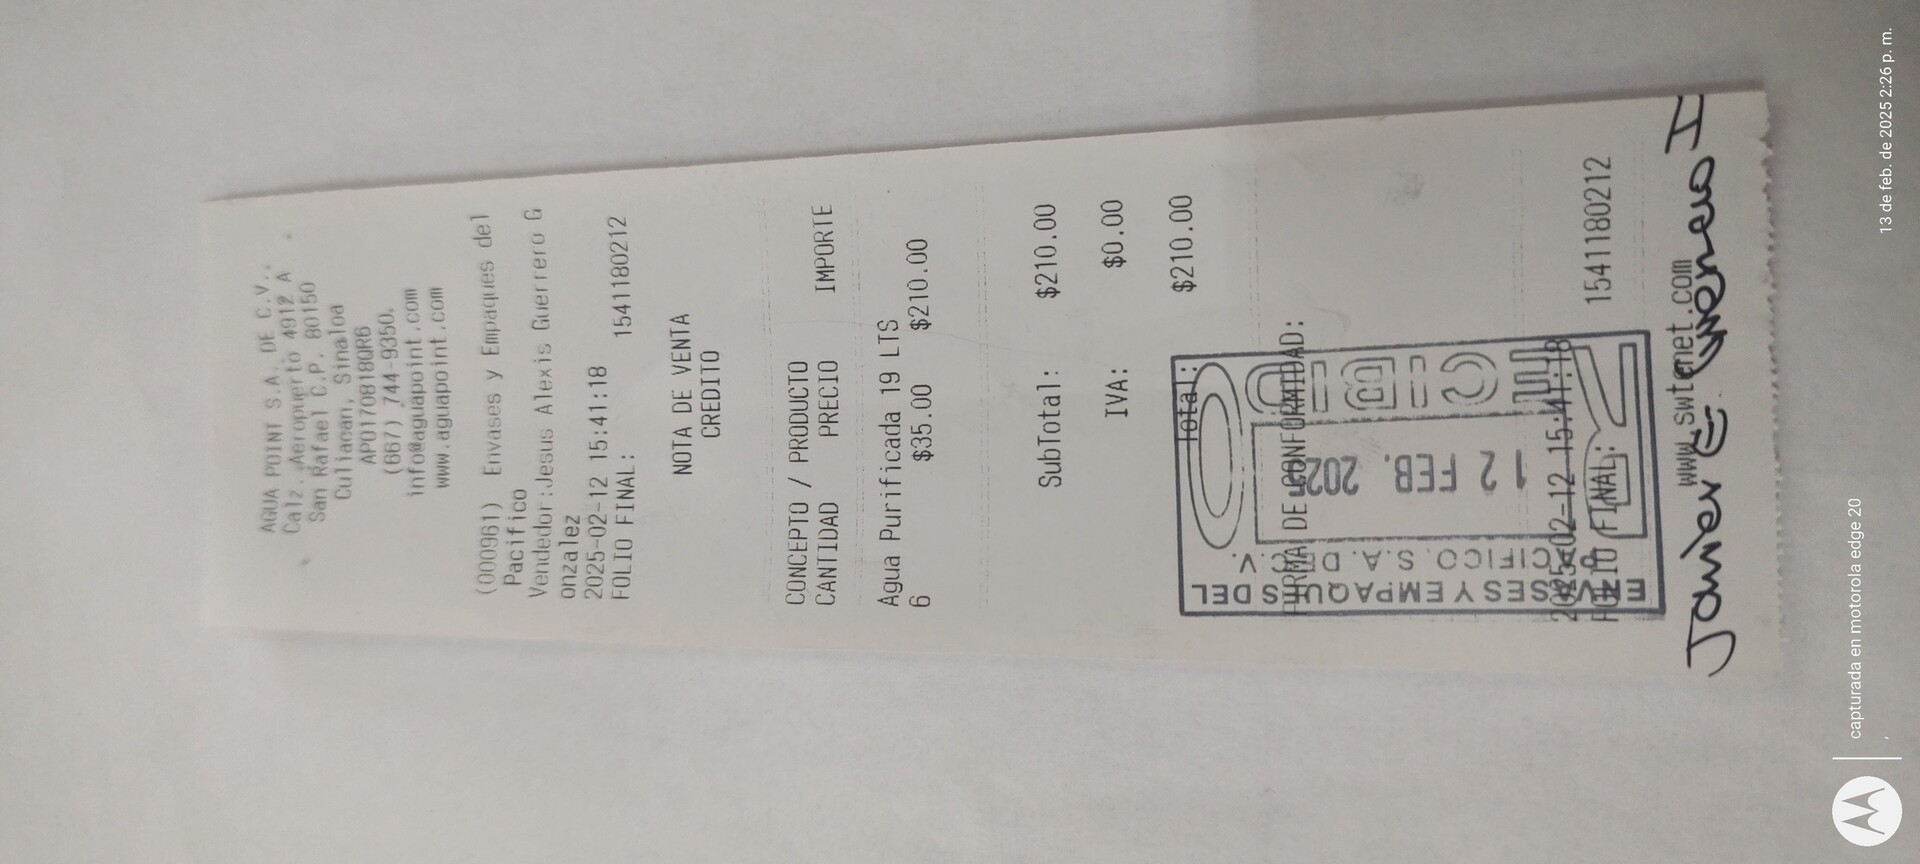 AGUA POINT S.A. DE C.V.,
Calz. Aeropuerto 4912 A
San Rafael C.P. 80150
Culiacan, Sinaloa
APO170818QR6
(667) 744-9350,
info@aguapoint.com
www.aguapoint.com
(000961) Envases y Empaques del
Pacifico
Vendedor:Jesus Alexis Guerrero G
onzalez
2025-02-12 15:41:18
FOLIO FINAL: 1541180212
NOTA DE VENTA
CREDITO
CONCEPTO / PRODUCTO
CANTIDAD PRECIO IMPORTE
Agua Purificada 19 LTS
6 $35.00 $210.00
SubTotal: $210.00
IVA: $0.00
Total: $210.00
FIRMA DE CONFORMIDAD:
2025-02-12 15:41:18
FOLIO FINAL: 1541180212
www.swtnet.com
ENVASES Y EMPAQUES DEL
PACIFICO S.A. DE C.V.
12 FEB. 2025
RECIBIDO
Javier
capturada en motorola edge 20
13 de feb. de 2025 2:26 p. m.